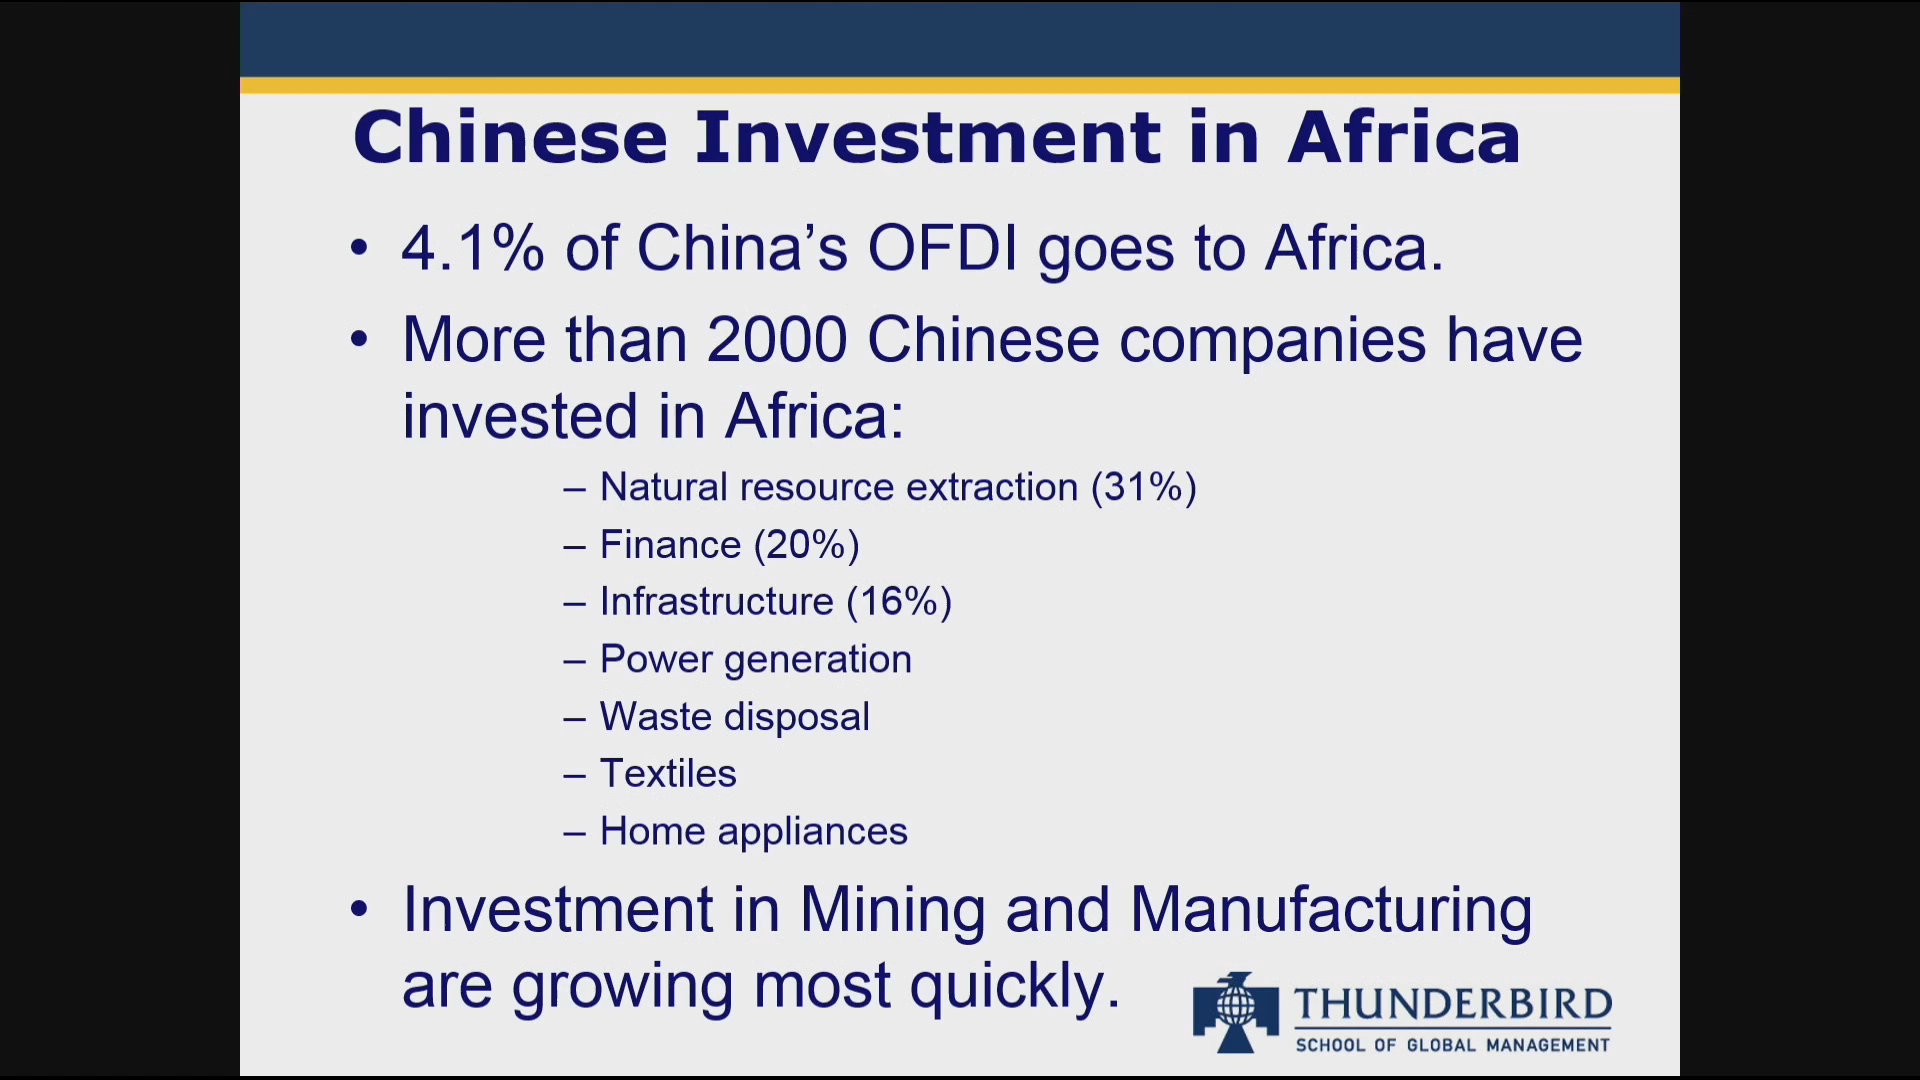 Chinese Investment in Africa
• 4.1% of China’s OFDI goes to Africa.
• More than 2000 Chinese companies have
invested in Africa:
– Natural resource extraction (31%)
– Finance (20%)
– Infrastructure (16%)
– Power generation
– Waste disposal
– Textiles
– Home appliances
• Investment in Mining and Manufacturing
are growing most quickly.
THUNDERBIRD
SCHOOL OF GLOBAL MANAGEMENT